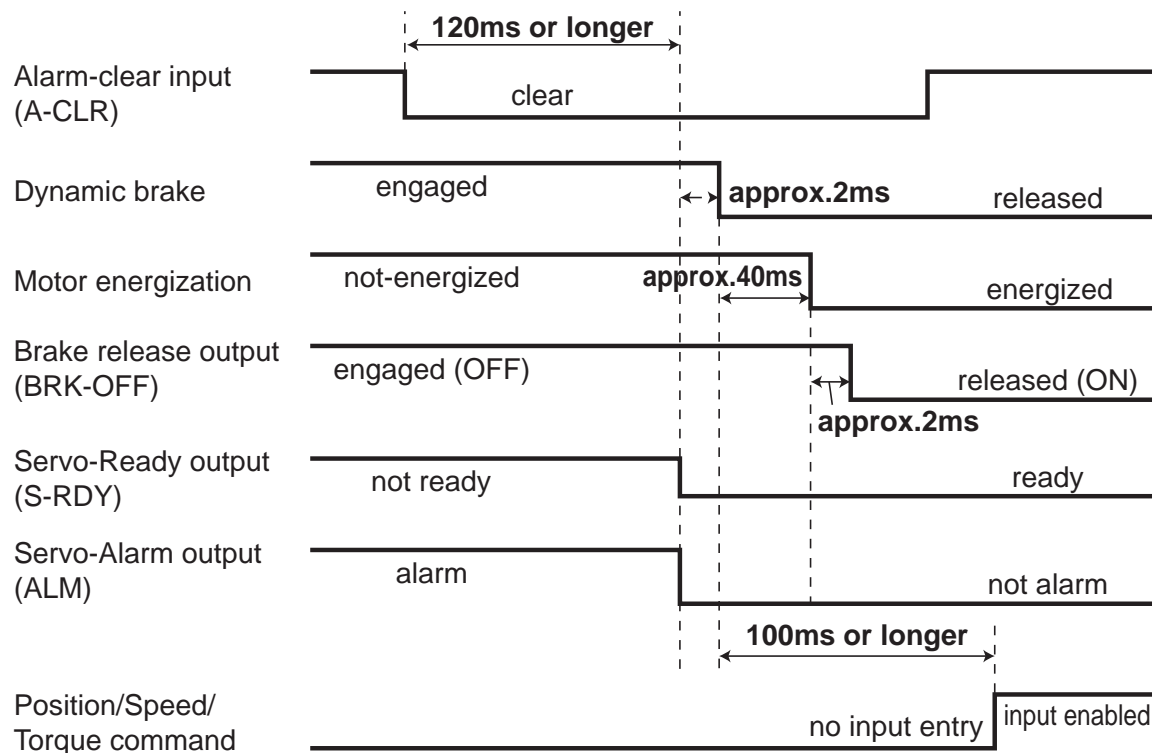 120ms or longer
Alarm-clear input
(A-CLR)
clear
Dynamic brake
engaged
approx.2ms
released
Motor energization
not-energized
approx.40ms
energized
Brake release output
(BRK-OFF)
engaged (OFF)
released (ON)
approx.2ms
Servo-Ready output
(S-RDY)
not ready
ready
Servo-Alarm output
(ALM)
alarm
not alarm
100ms or longer
Position/Speed/
Torque command
no input entry
input enabled